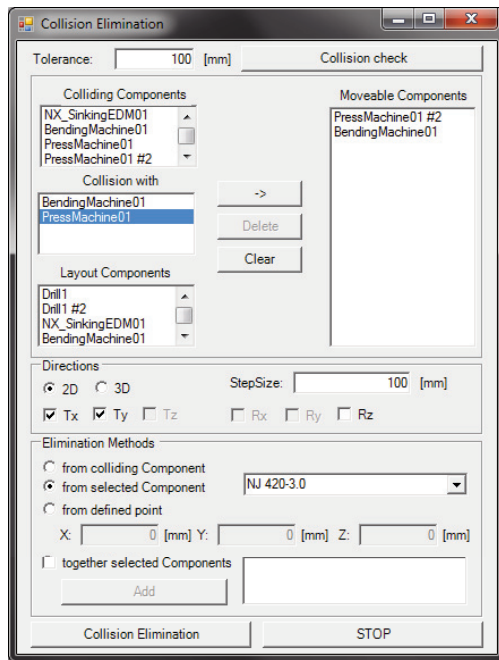 Collision Elimination
Tolerance: 100 [mm] Collision check
Colliding Components
NX_SinkingEDM01
BendingMachine01
PressMachine01
PressMachine01 #2
Collision with
BendingMachine01
PressMachine01
Layout Components
Drill1
Drill1 #2
NX_SinkingEDM01
BendingMachine01
->
Delete
Clear
Moveable Components
PressMachine01 #2
BendingMachine01
Directions
2D 3D StepSize: 100 [mm]
Tx Ty Tz Rx Ry Rz
Elimination Methods
from colliding Component
from selected Component NJ 420-3.0
from defined point
X: 0 [mm] Y: 0 [mm] Z: 0 [mm]
together selected Components
Add
Collision Elimination STOP